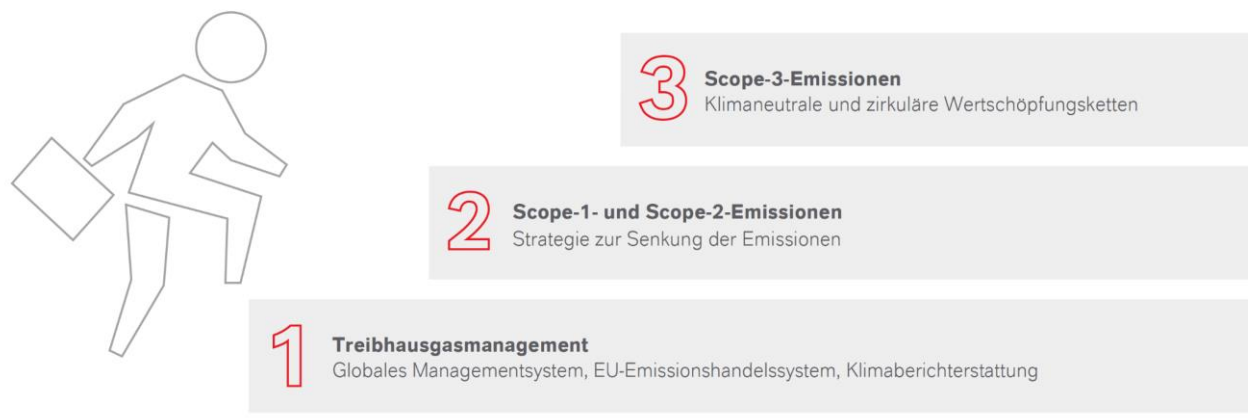 3
Scope-3-Emissionen
Klimaneutrale und zirkuläre Wertschöpfungsketten
2
Scope-1- und Scope-2-Emissionen
Strategie zur Senkung der Emissionen
1
Treibhausgasmanagement
Globales Managementsystem, EU-Emissionshandelssystem, Klimaberichterstattung